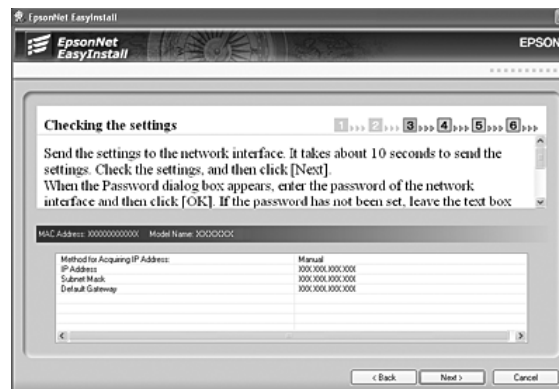 EpsonNet EasyInstall
EpsonNet
EasyInstall
EPSON
Checking the settings
1 2 3 4 5 6
Send the settings to the network interface. It takes about 10 seconds to send the
settings. Check the settings, and then click [Next].
When the Password dialog box appears, enter the password of the network
interface and then click [OK]. If the password has not been set, leave the text box
MAC Address: XXXXXXXXXXXX Model Name: XXXXXXX
Method for Acquiring IP Address: Manual
IP Address XXX.XXX.XXX.XXX
Subnet Mask XXX.XXX.XXX.XXX
Default Gateway XXX.XXX.XXX.XXX
< Back Next > Cancel